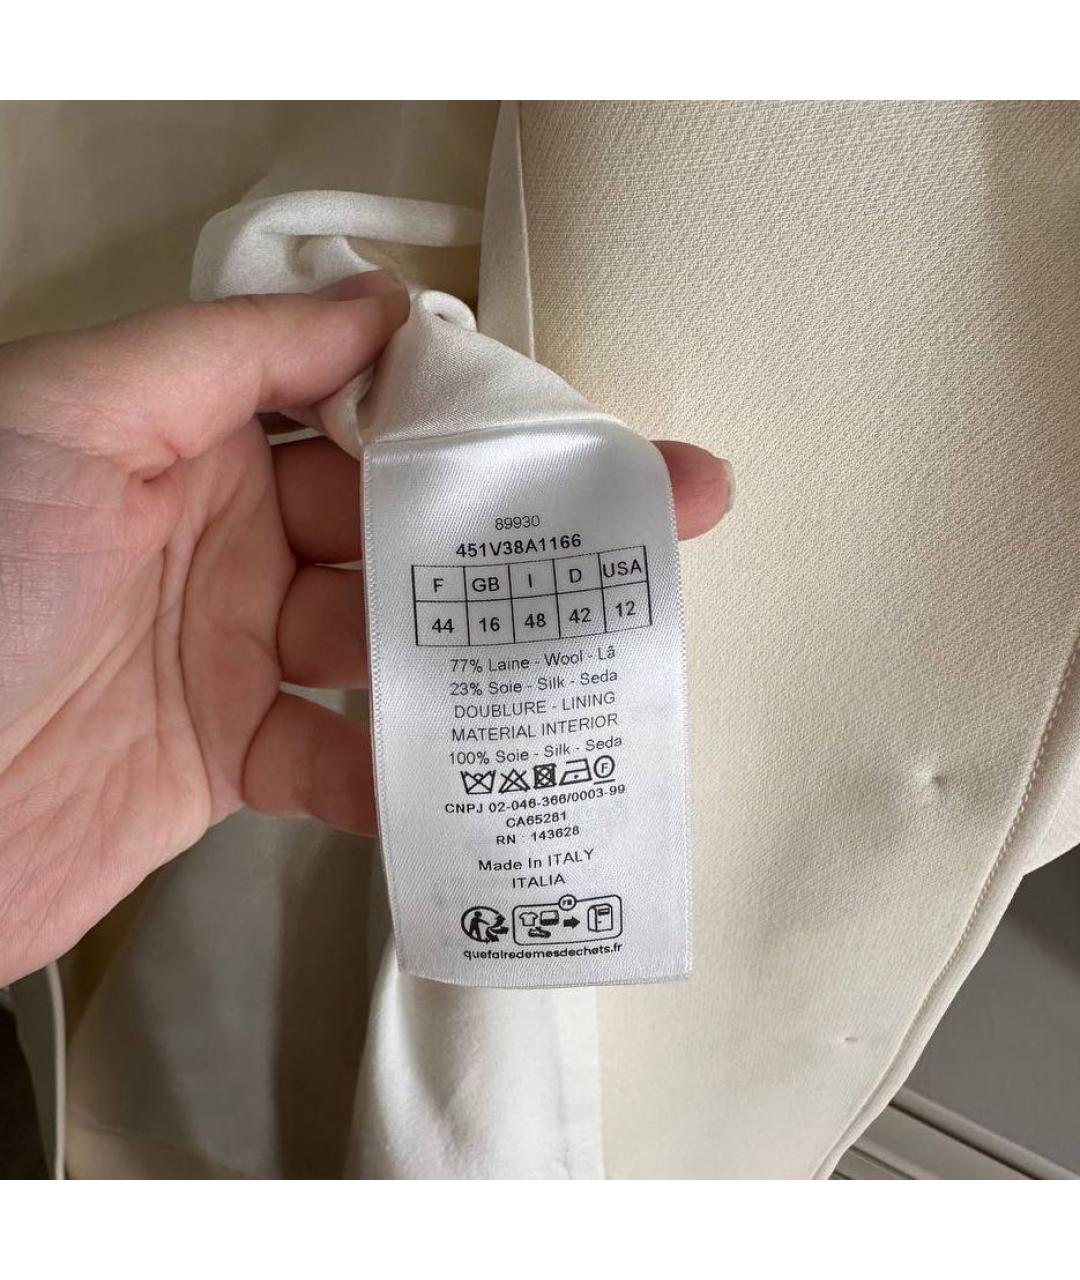 89930
451V38A1166
F GB I D USA
44 16 48 42 12
77% Laine - Wool - Lã
23% Soie - Silk - Seda
DOUBLURE - LINING
MATERIAL INTERIOR
100% Soie - Silk - Seda
F
CNPJ 02-046-366/0003-99
CA65281
RN : 143628
Made In ITALY
ITALIA
FR
quefairedemesdechets.fr